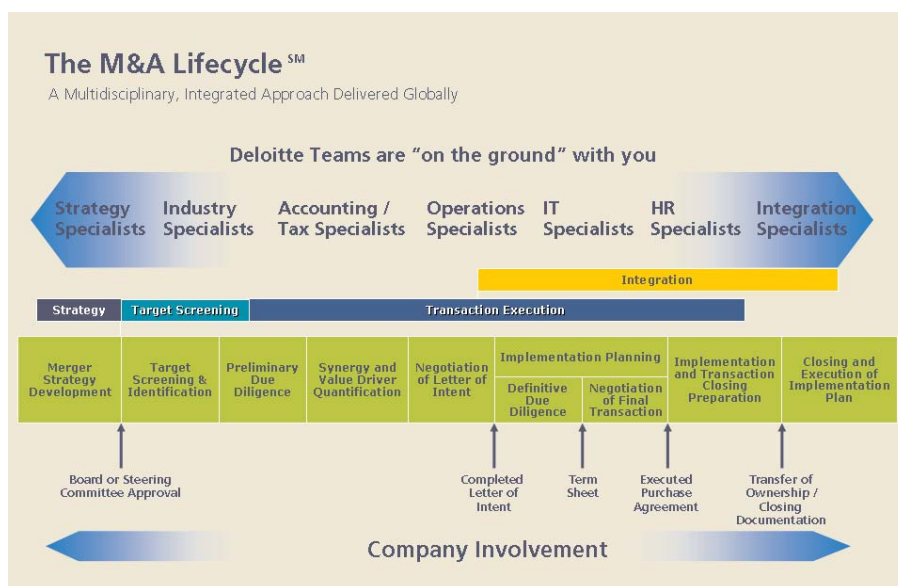 The M&A Lifecycle℠
A Multidisciplinary, Integrated Approach Delivered Globally
Deloitte Teams are “on the ground” with you
Strategy
Specialists
Industry
Specialists
Accounting /
Tax Specialists
Operations
Specialists
IT
Specialists
HR
Specialists
Integration
Specialists
Integration
Strategy
Target Screening
Transaction Execution
Merger
Strategy
Development
Target
Screening &
Identification
Preliminary
Due
Diligence
Synergy and
Value Driver
Quantification
Negotiation
of Letter of
Intent
Implementation Planning
Definitive
Due
Diligence
Negotiation
of Final
Transaction
Implementation
and Transaction
Closing
Preparation
Closing and
Execution of
Implementation
Plan
Board or Steering
Committee Approval
Completed
Letter of
Intent
Term
Sheet
Executed
Purchase
Agreement
Transfer of
Ownership /
Closing
Documentation
Company Involvement